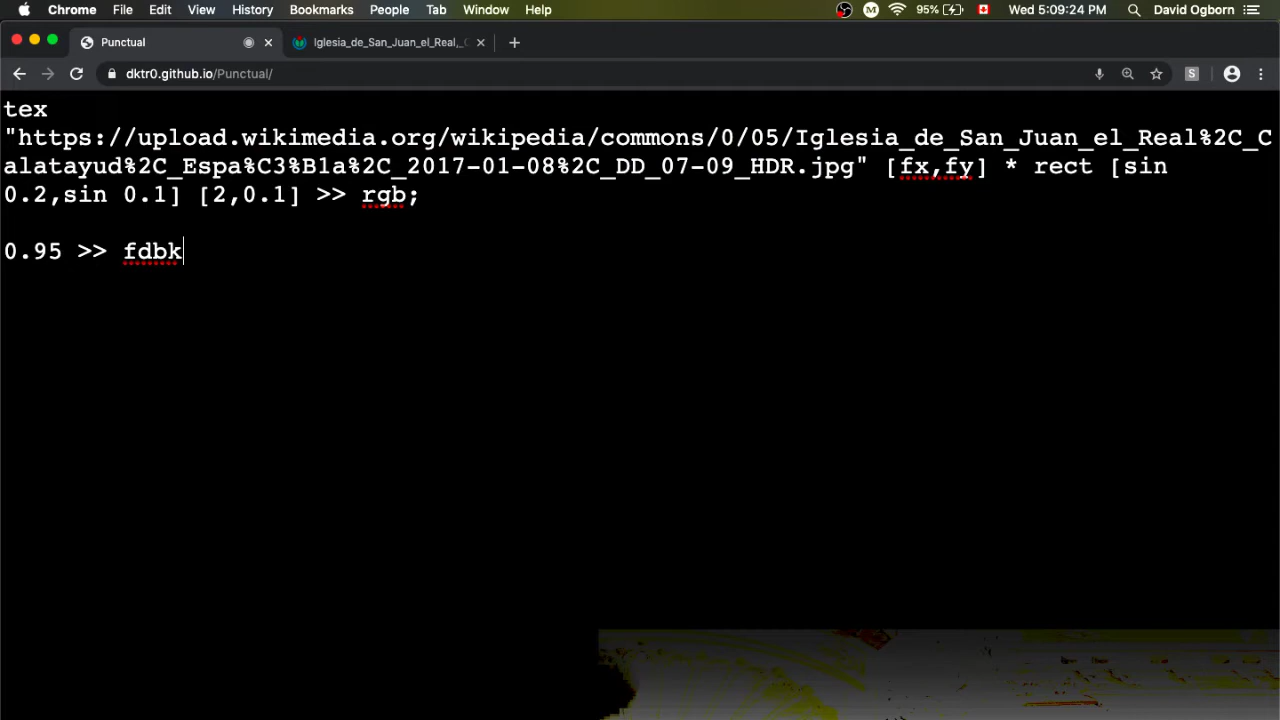 Chrome File Edit View History Bookmarks People Tab Window Help M 95% Wed 5:09:24 PM David Ogborn
Punctual Iglesia_de_San_Juan_el_Real,_
dktr0.github.io/Punctual/ S
tex
"https://upload.wikimedia.org/wikipedia/commons/0/05/Iglesia_de_San_Juan_el_Real%2C_C
alatayud%2C_Espa%C3%B1a%2C_2017-01-08%2C_DD_07-09_HDR.jpg" [fx,fy] * rect [sin
0.2,sin 0.1] [2,0.1] >> rgb;
0.95 >> fdbk